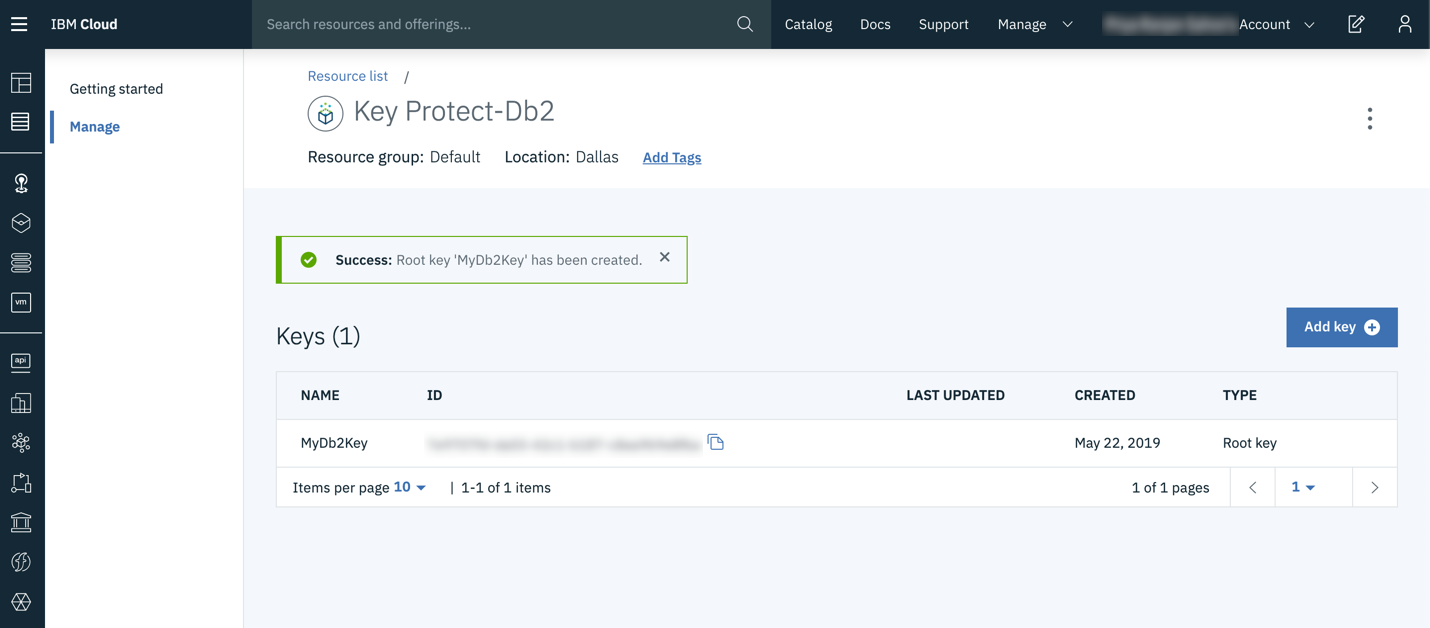 IBM Cloud
Search resources and offerings...
Catalog Docs Support Manage Account
Getting started
Manage
Resource list /
Key Protect-Db2
Resource group: Default Location: Dallas Add Tags
Success: Root key 'MyDb2Key' has been created.
Keys (1)
Add key
NAME ID LAST UPDATED CREATED TYPE
MyDb2Key May 22, 2019 Root key
Items per page 10 | 1-1 of 1 items 1 of 1 pages 1
vm
api